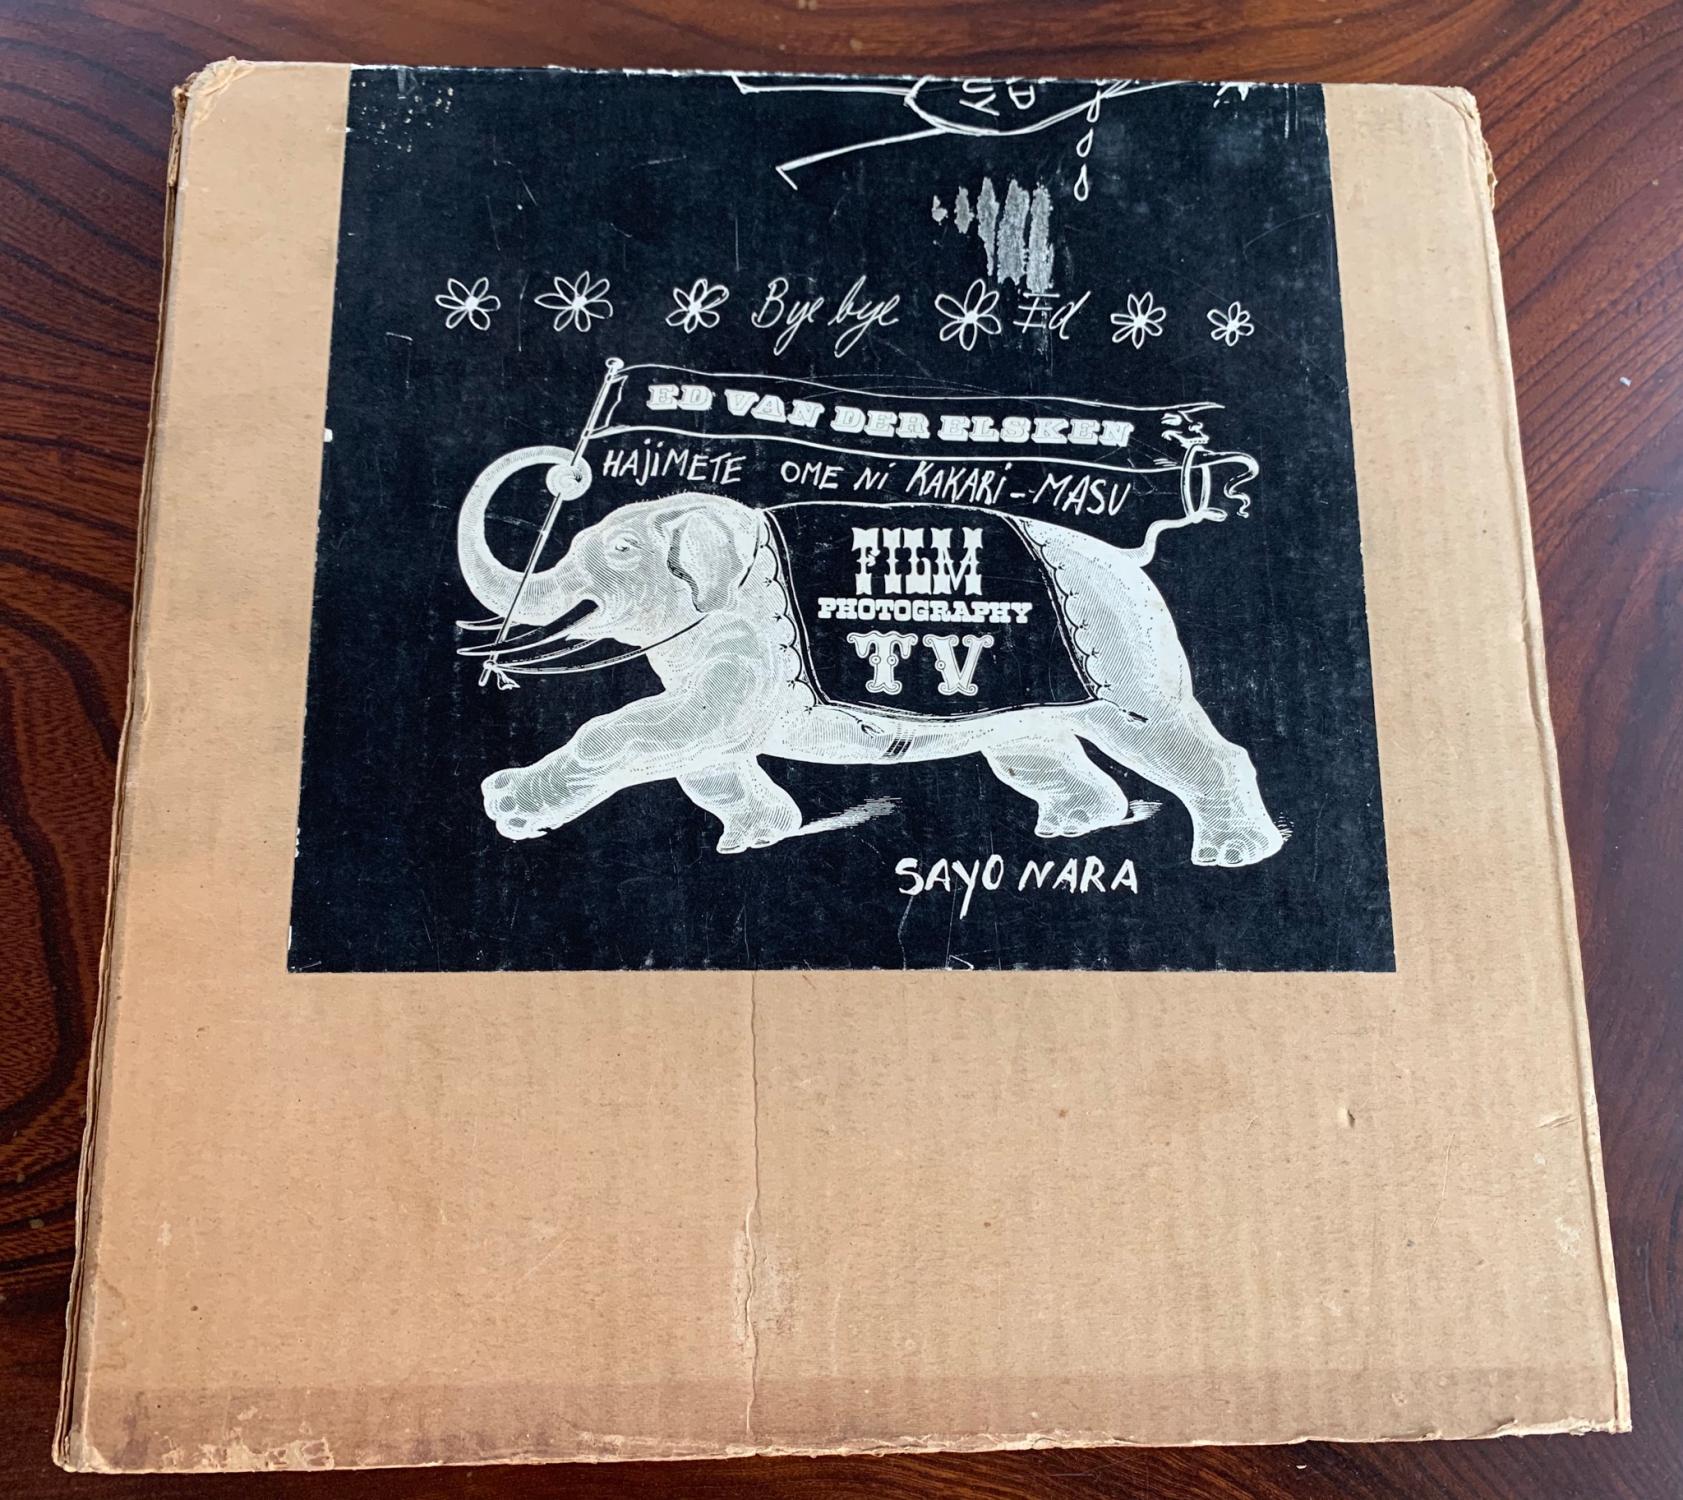 Bye bye Ed
ED VAN DER ELSKEN
HAJiMETE OME Ni KAKARi - MASU
FILM
PHOTOGRAPHY
TV
SAYO NARA